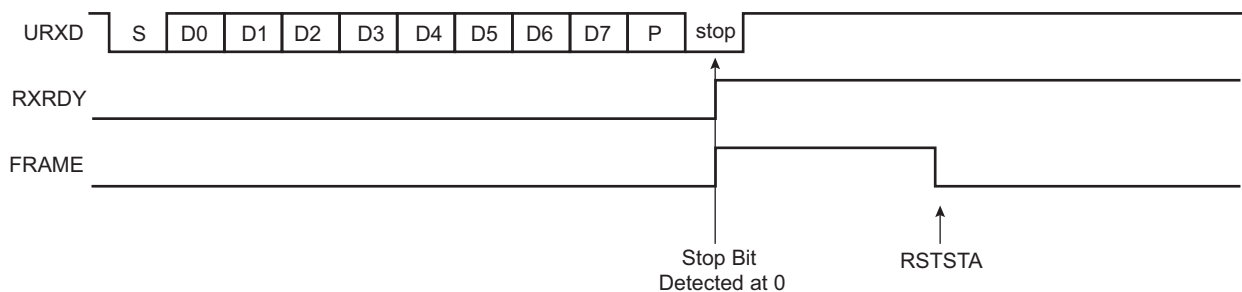 URXD S D0 D1 D2 D3 D4 D5 D6 D7 P stop
RXRDY
FRAME
Stop Bit
Detected at 0
RSTSTA